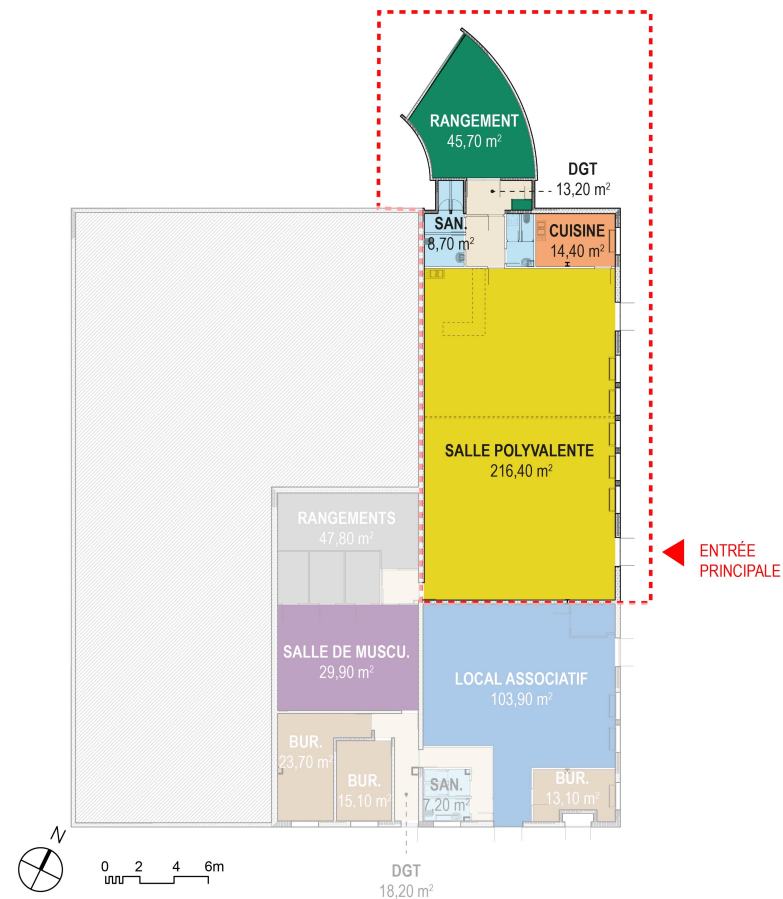 RANGEMENT
45,70 m²
DGT
13,20 m²
SAN.
8,70 m²
CUISINE
14,40 m²
SALLE POLYVALENTE
216,40 m²
ENTRÉE
PRINCIPALE
RANGEMENTS
47,80 m²
SALLE DE MUSCU.
29,90 m²
LOCAL ASSOCIATIF
103,90 m²
BUR.
23,70 m²
BUR.
15,10 m²
SAN.
7,20 m²
BUR.
13,10 m²
DGT
18,20 m²
N
0 2 4 6m